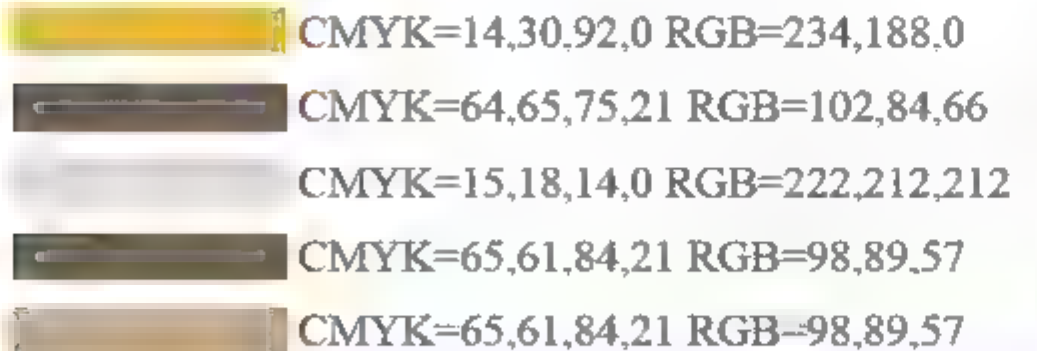 CMYK=14,30,92,0 RGB=234,188,0
CMYK=64,65,75,21 RGB=102,84,66
CMYK=15,18,14,0 RGB=222,212,212
CMYK=65,61,84,21 RGB=98,89,57
CMYK=65,61,84,21 RGB=98,89,57